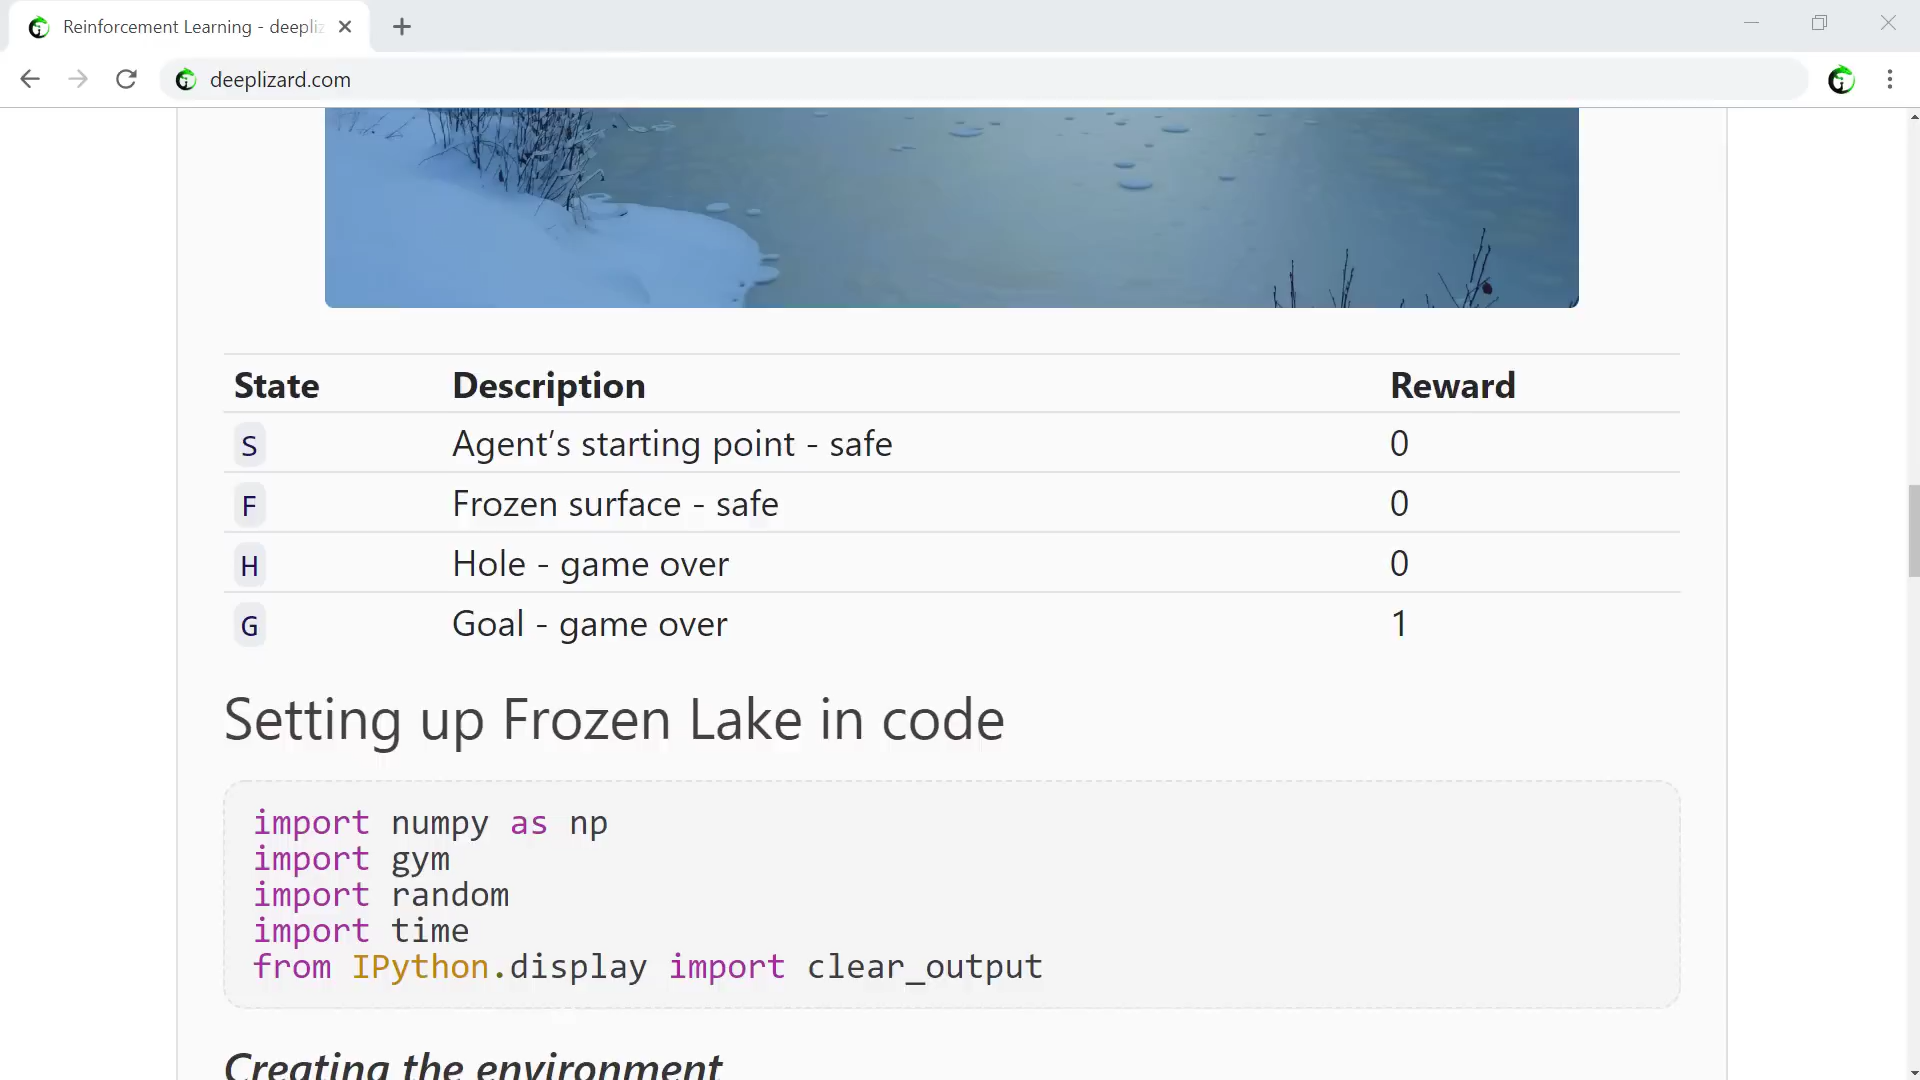 Reinforcement Learning - deepliz
deeplizard.com
State Description Reward
S Agent’s starting point - safe 0
F Frozen surface - safe 0
H Hole - game over 0
G Goal - game over 1
Setting up Frozen Lake in code
import numpy as np
import gym
import random
import time
from IPython.display import clear_output
Creating the environment